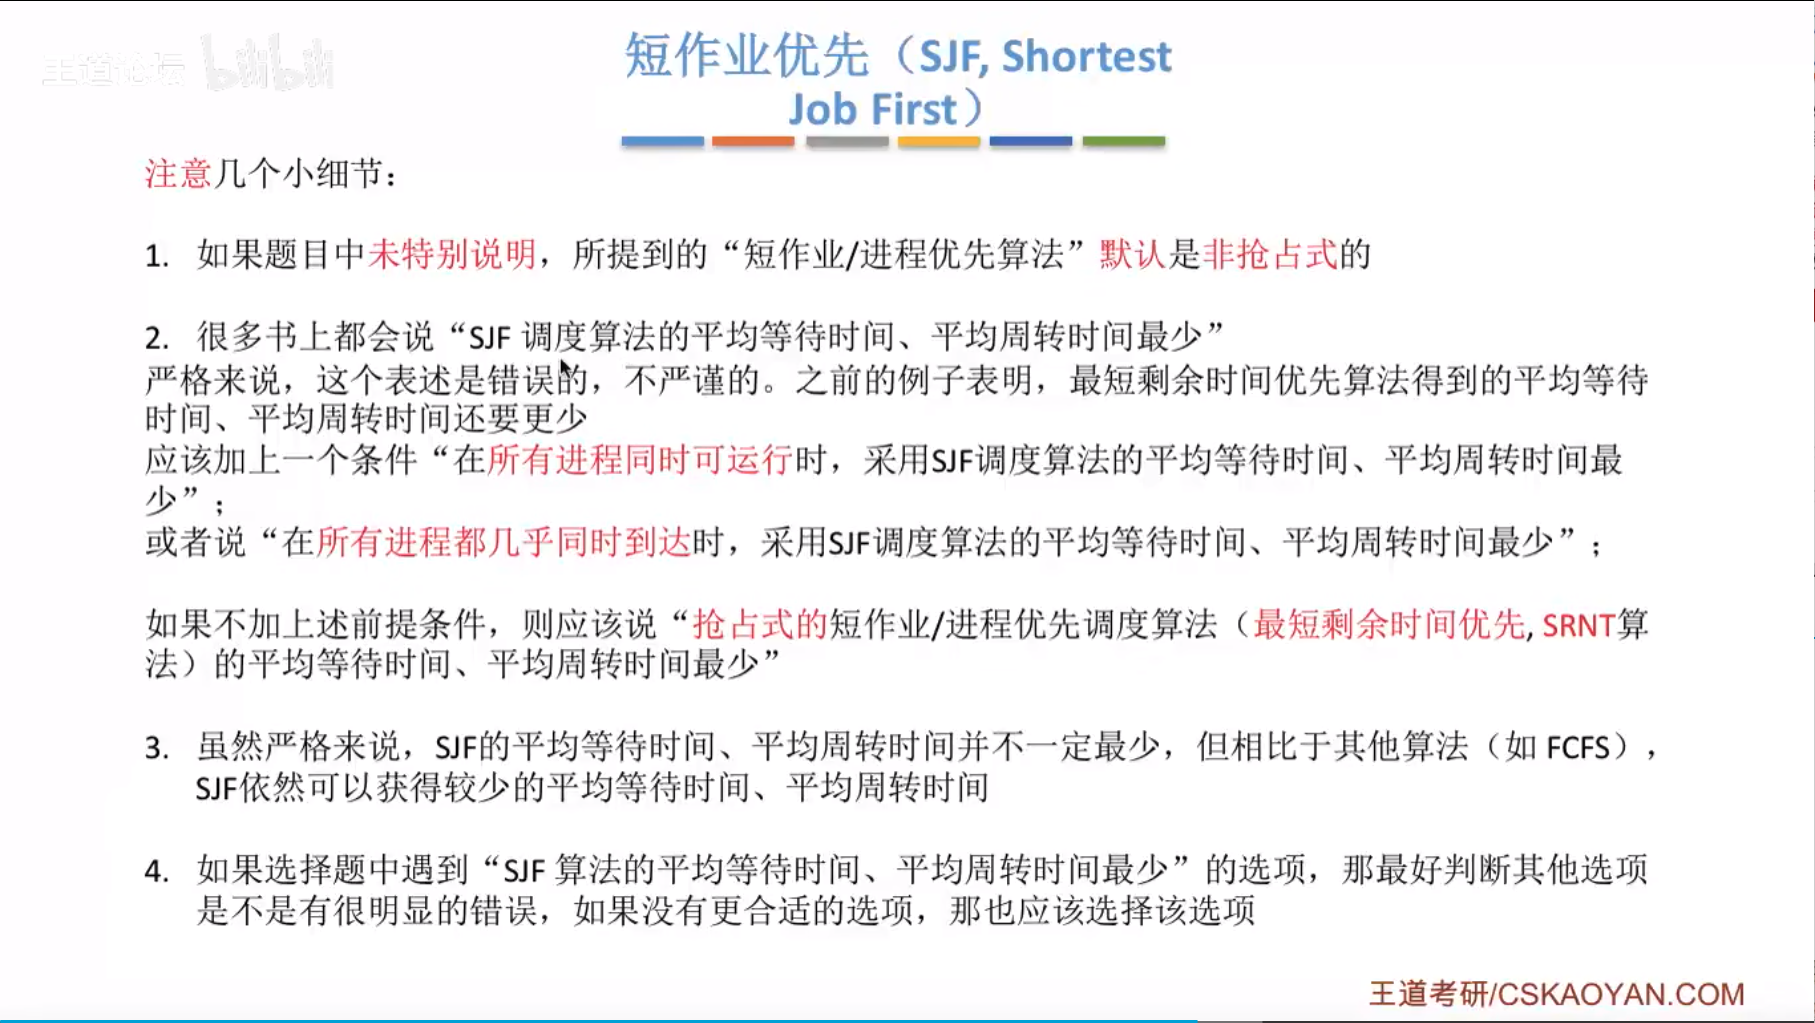 王道论坛 bilibili
短作业优先（SJF, Shortest
Job First）
注意几个小细节：
1. 如果题目中未特别说明，所提到的“短作业/进程优先算法”默认是非抢占式的
2. 很多书上都会说“SJF 调度算法的平均等待时间、平均周转时间最少”
严格来说，这个表述是错误的，不严谨的。之前的例子表明，最短剩余时间优先算法得到的平均等待
时间、平均周转时间还要更少
应该加上一个条件“在所有进程同时可运行时，采用SJF调度算法的平均等待时间、平均周转时间最
少”；
或者说“在所有进程都几乎同时到达时，采用SJF调度算法的平均等待时间、平均周转时间最少”；
如果不加上述前提条件，则应该说“抢占式的短作业/进程优先调度算法（最短剩余时间优先, SRNT算
法）的平均等待时间、平均周转时间最少”
3. 虽然严格来说，SJF的平均等待时间、平均周转时间并不一定最少，但相比于其他算法（如 FCFS），
SJF依然可以获得较少的平均等待时间、平均周转时间
4. 如果选择题中遇到“SJF 算法的平均等待时间、平均周转时间最少”的选项，那最好判断其他选项
是不是有很明显的错误，如果没有更合适的选项，那也应该选择该选项
王道考研/CSKAOYAN.COM